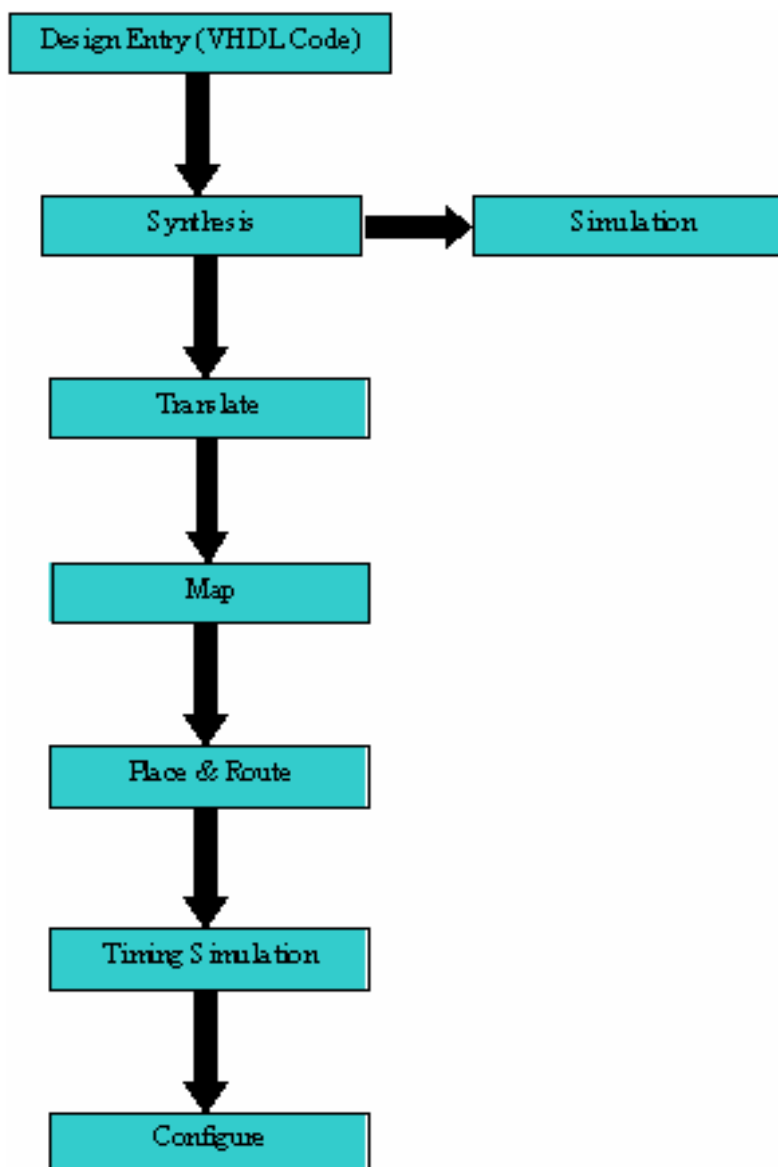 Design Entry (VHDL Code)
Synthesis
Simulation
Translate
Map
Place & Route
Timing Simulation
Configure